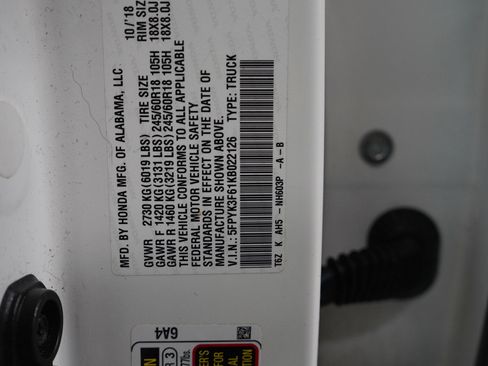 MFD. BY HONDA MFG. OF ALABAMA, LLC 10/'18
TIRE SIZE RIM SIZE
GVWR 2730 KG(6019 LBS)
GAWR F 1420 KG(3131 LBS) 245/60R18 105H 18X8.0J
GAWR R 1460 KG(3219 LBS) 245/60R18 105H 18X8.0J
THIS VEHICLE CONFORMS TO ALL APPLICABLE
FEDERAL MOTOR VEHICLE SAFETY
STANDARDS IN EFFECT ON THE DATE OF
MANUFACTURE SHOWN ABOVE.
V.I.N.: 5FPYK3F61KB022126 TYPE: TRUCK
T6Z K AH5 - NH603P -A-B
6A4